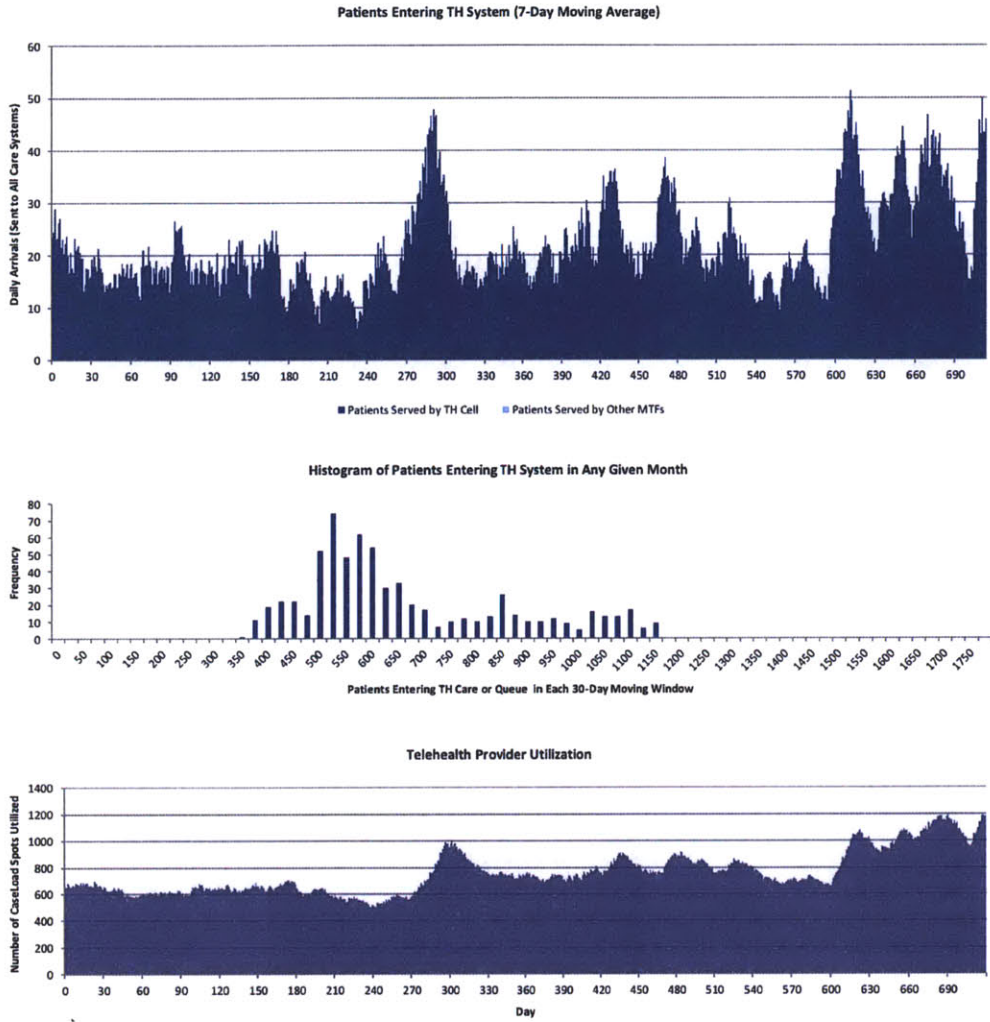 Patients Entering TH System (7-Day Moving Average)
Daily Arrivals (Sent to All Care Systems)
60
50
40
30
20
10
0
0 30 60 90 120 150 180 210 240 270 300 330 360 390 420 450 480 510 540 570 600 630 660 690
Patients Served by TH Cell Patients Served by Other MTFs
Histogram of Patients Entering TH System in Any Given Month
Frequency
80
70
60
50
40
30
20
10
0
0 50 100 150 200 250 300 350 400 450 500 550 600 650 700 750 800 850 900 950 1000 1050 1100 1150 1200 1250 1300 1350 1400 1450 1500 1550 1600 1650 1700 1750
Patients Entering TH Care or Queue in Each 30-Day Moving Window
Telehealth Provider Utilization
Number of CaseLoad Spots Utilized
1400
1200
1000
800
600
400
200
0
0 30 60 90 120 150 180 210 240 270 300 330 360 390 420 450 480 510 540 570 600 630 660 690
Day